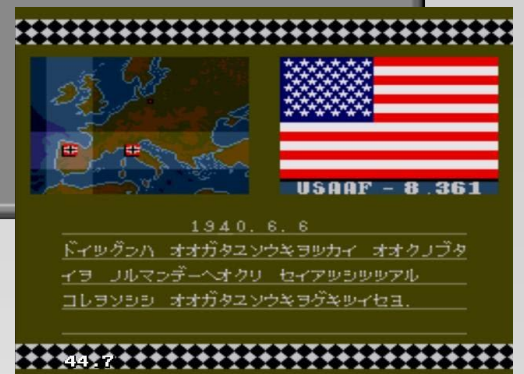 USAAF - 8.361
1940. 6. 6
ドイツグンハ オオガタユソウキヨツカイ オオクノブタ
イヲ ノルマンデーヘオクリ セイアツシツツアル
コレヲソシシ オオガタユソウキヲゲキツイセヨ.
44.7